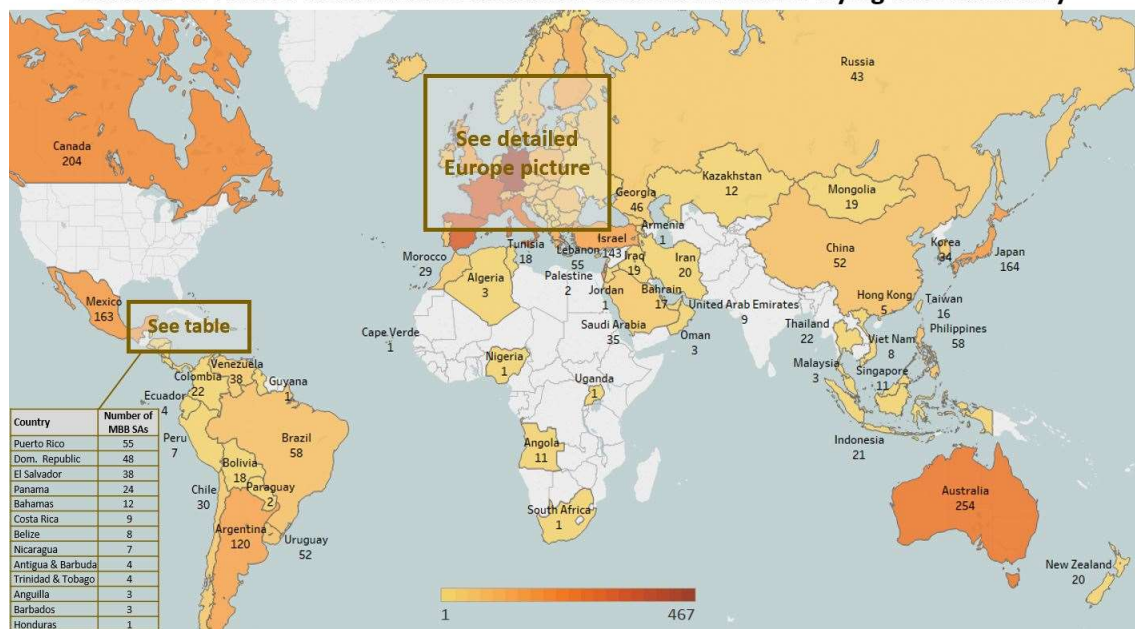 Canada
204
Russia
43
See detailed
Europe picture
Kazakhstan
12
Mongolia
19
Georgia
46
Armenia
1
Israel
143
Tunisia
18
Lebanon
55
Iraq
19
Iran
20
China
52
Korea
34
Japan
164
Morocco
29
Algeria
3
Palestine
2
Jordan
1
Bahrain
17
United Arab Emirates
9
Hong Kong
5
Taiwan
16
Mexico
163
See table
Cape Verde
1
Saudi Arabia
35
Oman
3
Thailand
22
Viet Nam
8
Philippines
58
Nigeria
1
Uganda
1
Malaysia
3
Singapore
11
Venezuela
38
Guyana
1
Colombia
22
Ecuador
4
Peru
7
Brazil
58
Bolivia
18
Paraguay
2
Chile
30
Argentina
120
Uruguay
52
Angola
11
South Africa
1
Indonesia
21
Australia
254
New Zealand
20
Country Number of
MBB SAs
Puerto Rico 55
Dom. Republic 48
El Salvador 38
Panama 24
Bahamas 12
Costa Rica 9
Belize 8
Nicaragua 7
Antigua & Barbuda 4
Trinidad & Tobago 4
Anguilla 3
Barbados 3
Honduras 1
1 467